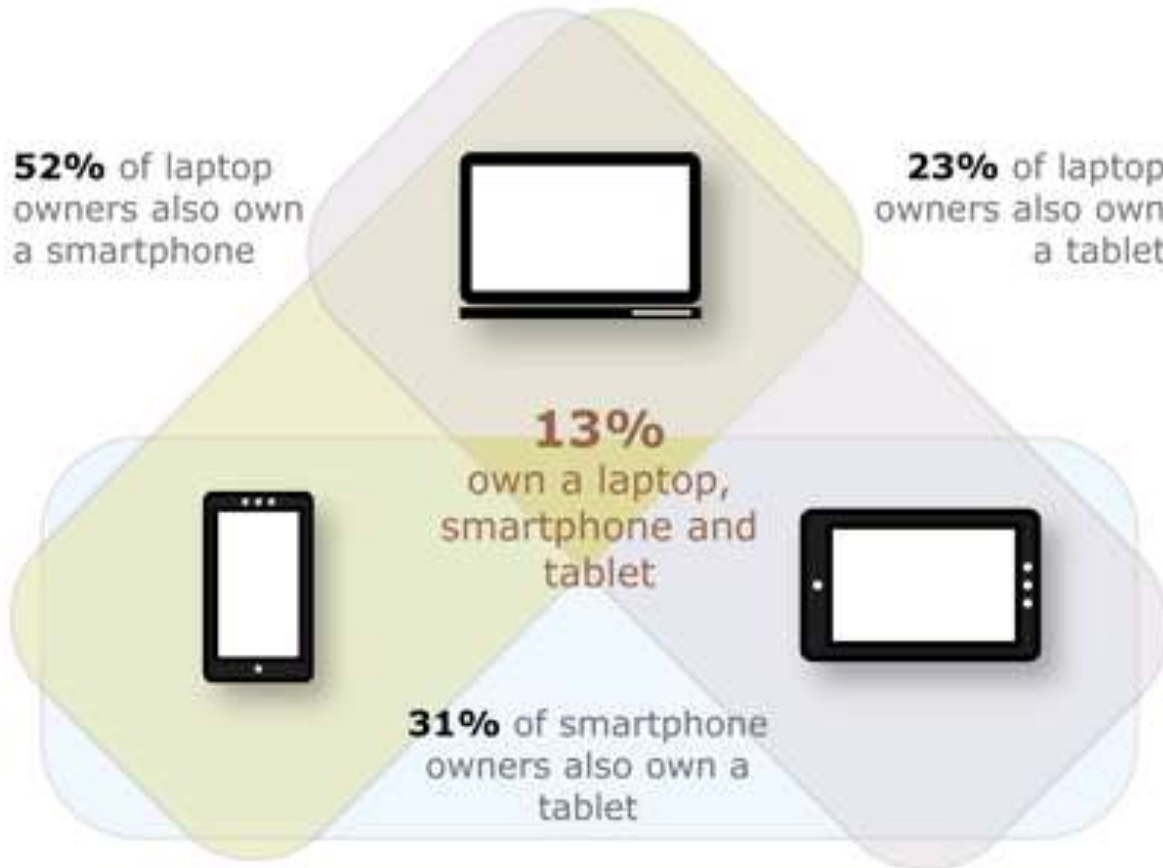 52% of laptop
owners also own
a smartphone
23% of laptop
owners also own
a tablet
13%
own a laptop,
smartphone and
tablet
31% of smartphone
owners also own a
tablet